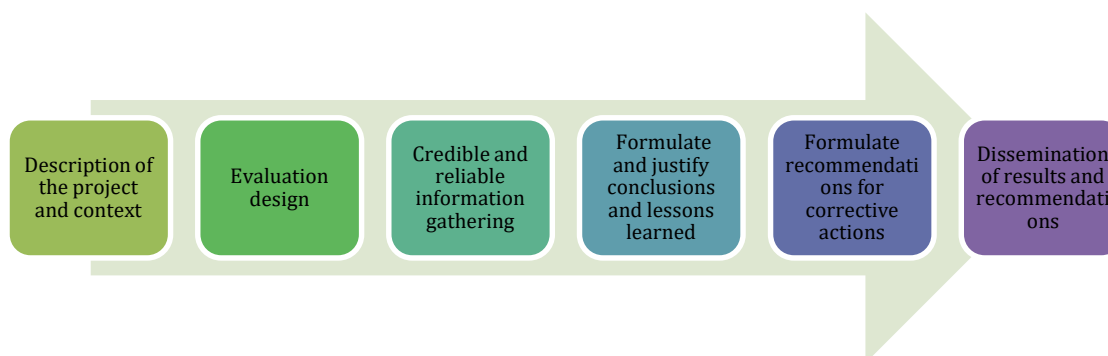 Description of
the project
and context
Evaluation
design
Credible and
reliable
information
gathering
Formulate
and justify
conclusions
and lessons
learned
Formulate
recommendati
ons for
corrective
actions
Dissemination
of results and
recommendati
ons